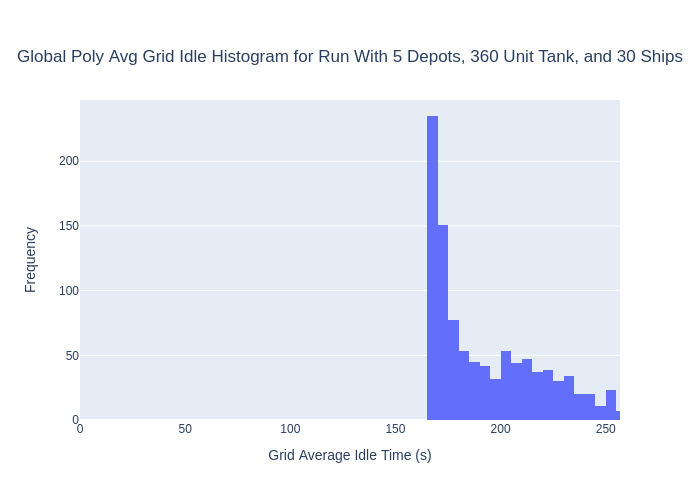 Global Poly Avg Grid Idle Histogram for Run With 5 Depots, 360 Unit Tank, and 30 Ships
Frequency
200
150
100
50
0
0 50 100 150 200 250
Grid Average Idle Time (s)